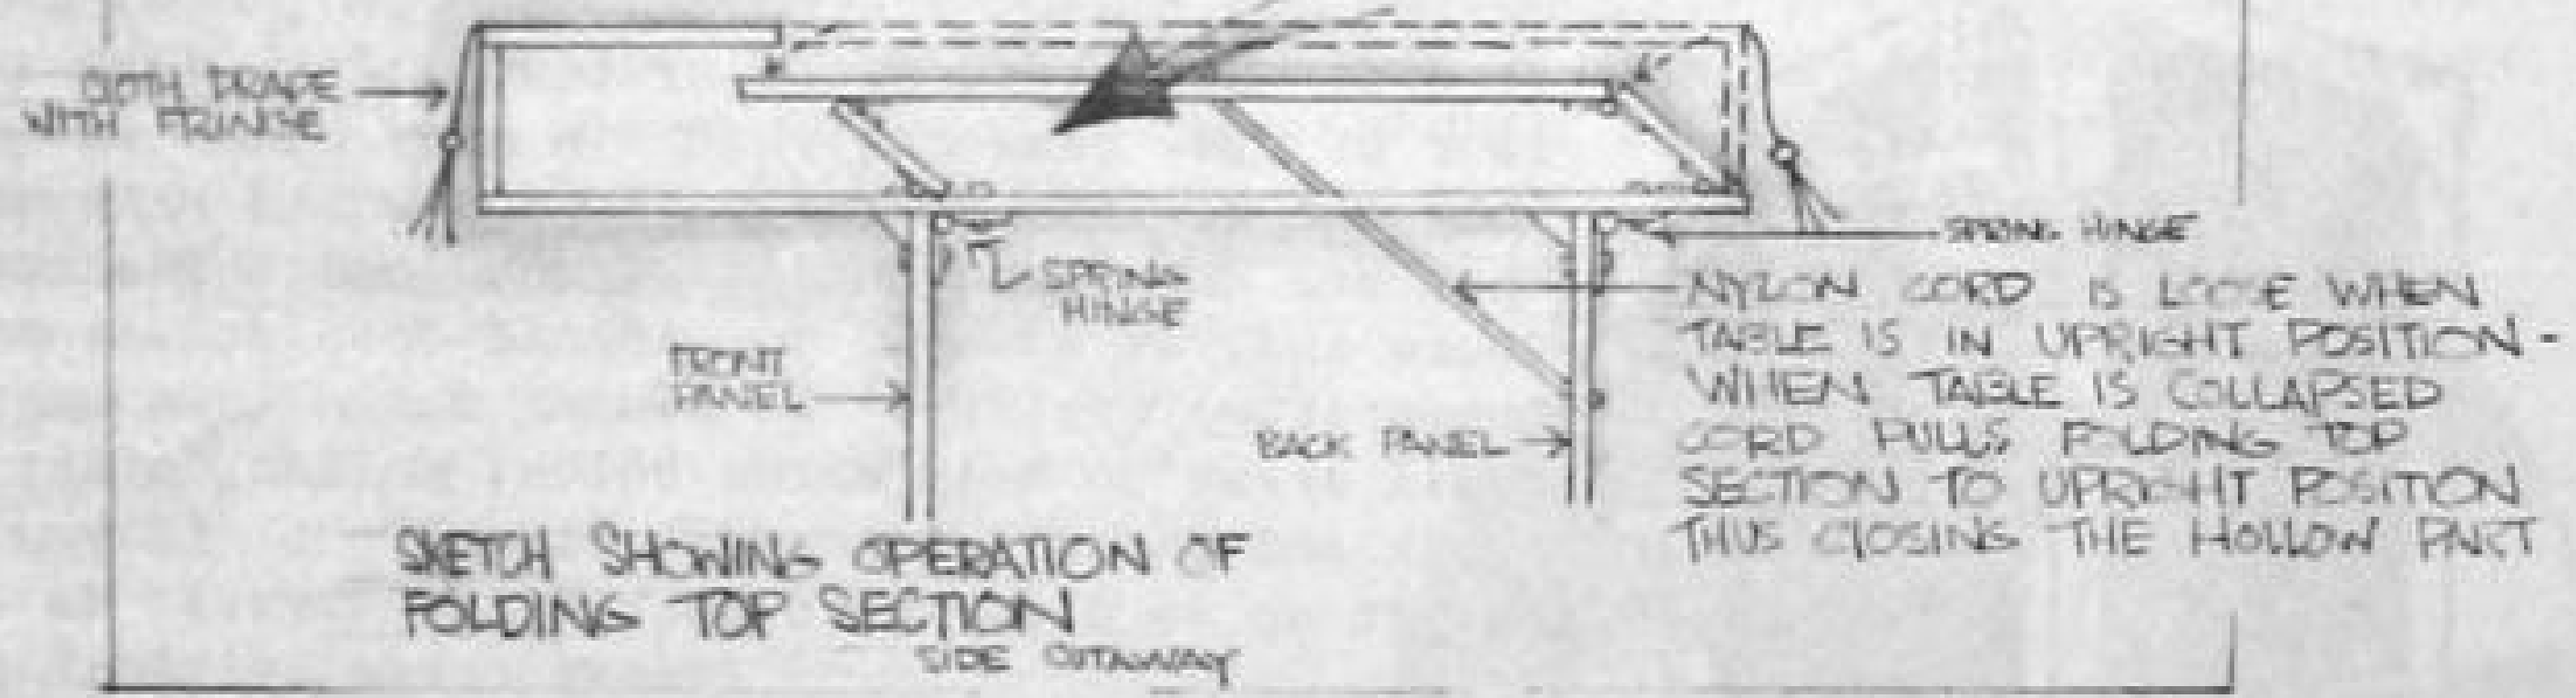 CLOTH DRAPE
WITH FRINGE
SPRING HINGE
SPRING
HINGE
NYLON CORD IS LOOSE WHEN
TABLE IS IN UPRIGHT POSITION -
WHEN TABLE IS COLLAPSED
CORD PULLS FOLDING TOP
SECTION TO UPRIGHT POSITION
THUS CLOSING THE HOLLOW PART
FRONT
PANEL
BACK PANEL
SKETCH SHOWING OPERATION OF
FOLDING TOP SECTION
SIDE CUTAWAY